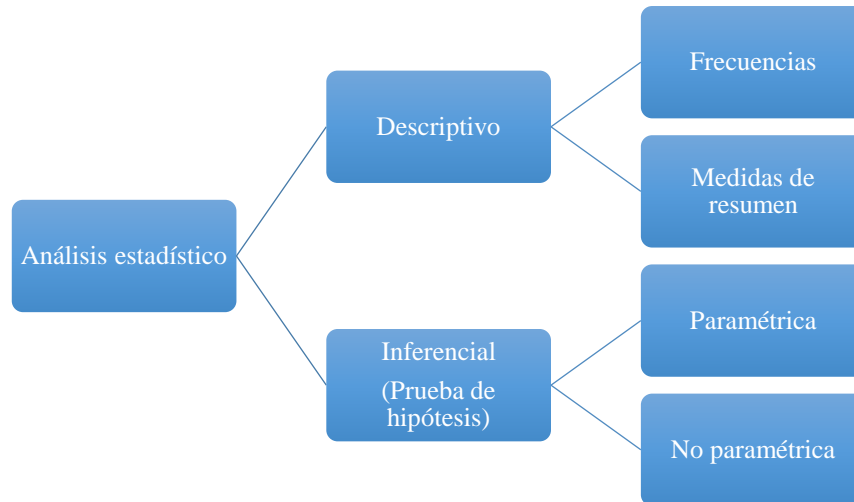 Análisis estadístico
Descriptivo
Frecuencias
Medidas de
resumen
Inferencial
(Prueba de
hipótesis)
Paramétrica
No paramétrica